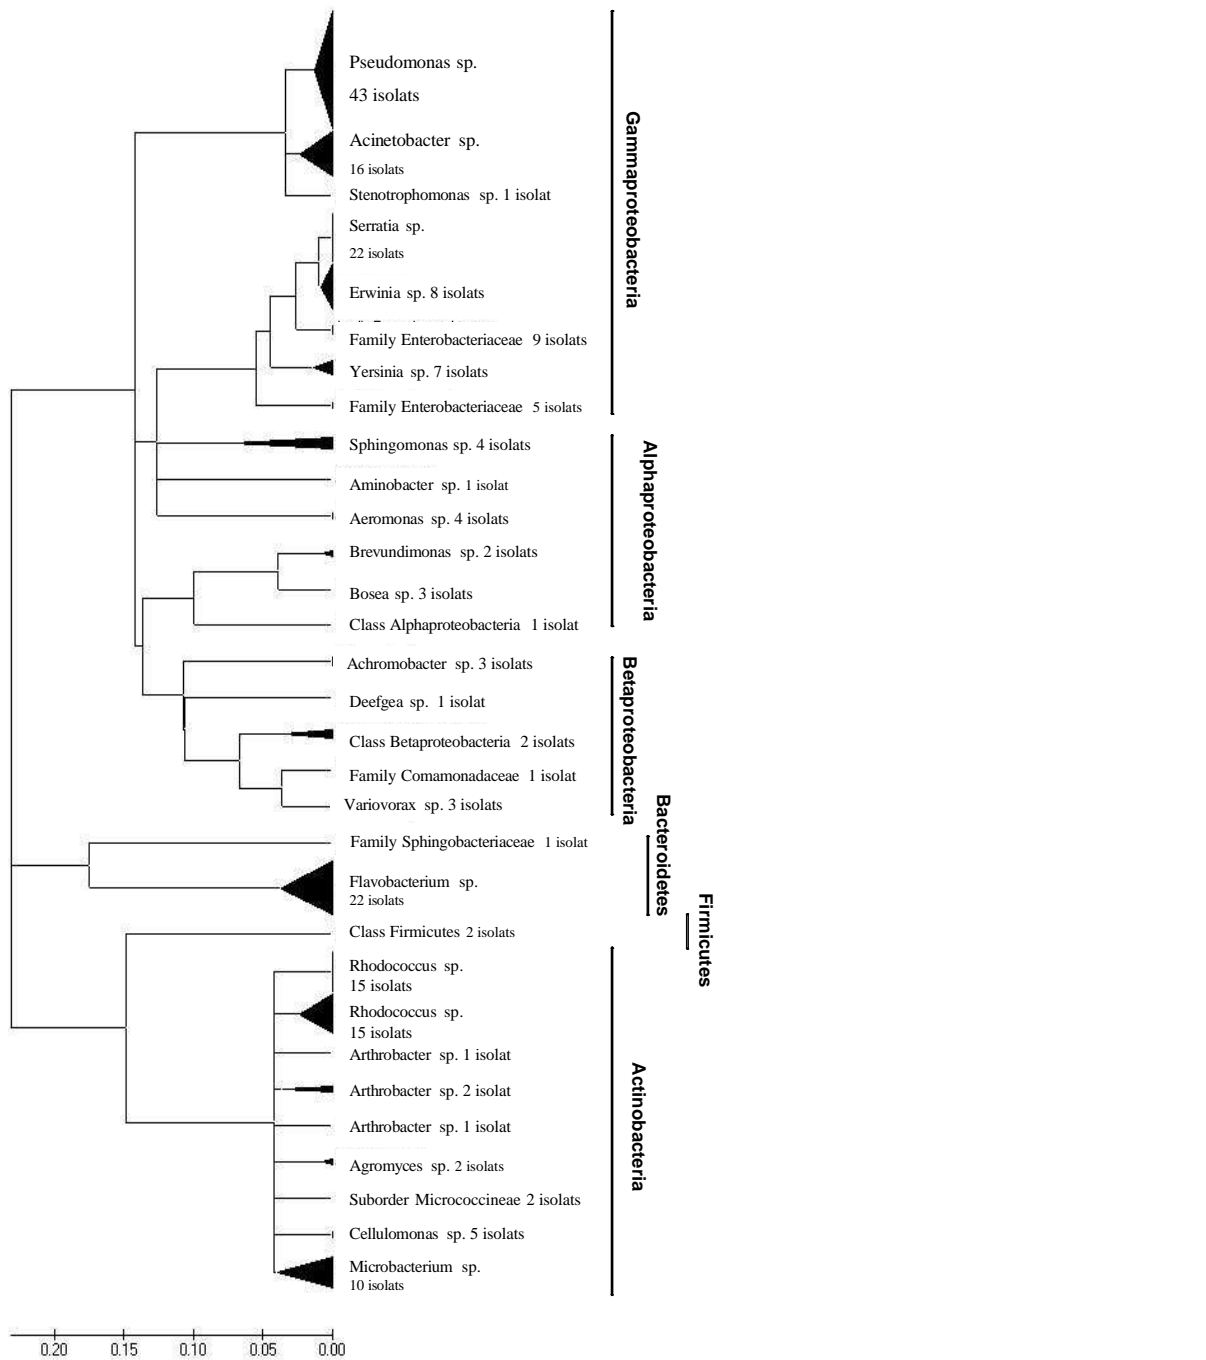 Pseudomonas sp.
43 isolats
Acinetobacter sp.
16 isolats
Stenotrophomonas sp. 1 isolat
Serratia sp.
22 isolats
Erwinia sp. 8 isolats
Family Enterobacteriaceae 9 isolats
Yersinia sp. 7 isolats
Family Enterobacteriaceae 5 isolats
Gammaproteobacteria
Sphingomonas sp. 4 isolats
Aminobacter sp. 1 isolat
Aeromonas sp. 4 isolats
Brevundimonas sp. 2 isolats
Bosea sp. 3 isolats
Class Alphaproteobacteria 1 isolat
Alphaproteobacteria
Achromobacter sp. 3 isolats
Deefgea sp. 1 isolat
Class Betaproteobacteria 2 isolats
Family Comamonadaceae 1 isolat
Variovorax sp. 3 isolats
Betaproteobacteria
Family Sphingobacteriaceae 1 isolat
Flavobacterium sp.
22 isolats
Bacteroidetes
Class Firmicutes 2 isolats
Firmicutes
Rhodococcus sp.
15 isolats
Rhodococcus sp.
15 isolats
Arthrobacter sp. 1 isolat
Arthrobacter sp. 2 isolat
Arthrobacter sp. 1 isolat
Agromyces sp. 2 isolats
Suborder Micrococcineae 2 isolats
Cellulomonas sp. 5 isolats
Microbacterium sp.
10 isolats
Actinobacteria
0.20 0.15 0.10 0.05 0.00